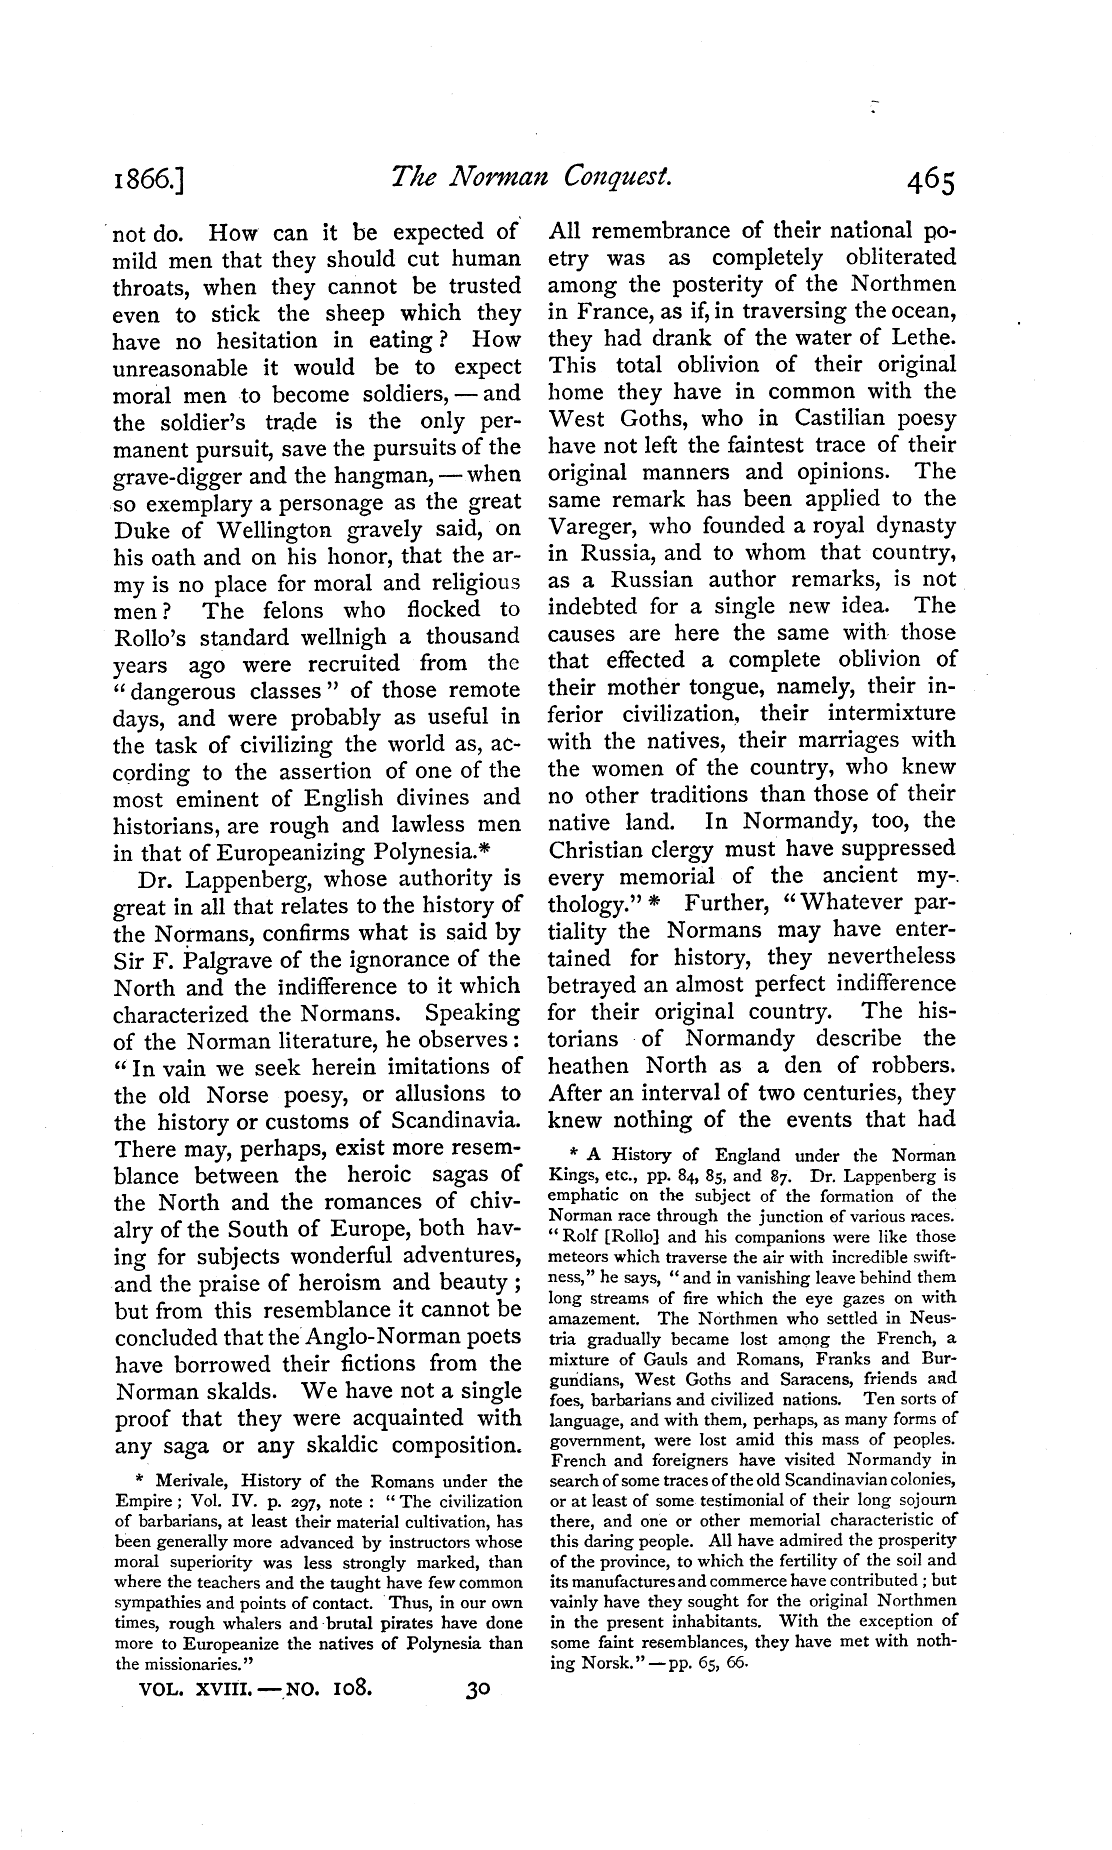 1866.] The Norman Conquest. 465
not do. How can it be expected of
mild men that they should cut human
throats, when they cannot be trusted
even to stick the sheep which they
have no hesitation in eating? How
unreasonable it would be to expect
moral men to become soldiers, — and
the soldier's trade is the only per-
manent pursuit, save the pursuits of the
grave-digger and the hangman, — when
so exemplary a personage as the great
Duke of Wellington gravely said, on
his oath and on his honor, that the ar-
my is no place for moral and religious
men? The felons who flocked to
Rollo's standard wellnigh a thousand
years ago were recruited from the
"dangerous classes" of those remote
days, and were probably as useful in
the task of civilizing the world as, ac-
cording to the assertion of one of the
most eminent of English divines and
historians, are rough and lawless men
in that of Europeanizing Polynesia.*
Dr. Lappenberg, whose authority is
great in all that relates to the history of
the Normans, confirms what is said by
Sir F. Palgrave of the ignorance of the
North and the indifference to it which
characterized the Normans. Speaking
of the Norman literature, he observes:
"In vain we seek herein imitations of
the old Norse poesy, or allusions to
the history or customs of Scandinavia.
There may, perhaps, exist more resem-
blance between the heroic sagas of
the North and the romances of chiv-
alry of the South of Europe, both hav-
ing for subjects wonderful adventures,
and the praise of heroism and beauty;
but from this resemblance it cannot be
concluded that the Anglo-Norman poets
have borrowed their fictions from the
Norman skalds. We have not a single
proof that they were acquainted with
any saga or any skaldic composition.
* Merivale, History of the Romans under the
Empire; Vol. IV. p. 297, note: "The civilization
of barbarians, at least their material cultivation, has
been generally more advanced by instructors whose
moral superiority was less strongly marked, than
where the teachers and the taught have few common
sympathies and points of contact. Thus, in our own
times, rough whalers and brutal pirates have done
more to Europeanize the natives of Polynesia than
the missionaries."
VOL. XVIII. — NO. 108. 30
All remembrance of their national po-
etry was as completely obliterated
among the posterity of the Northmen
in France, as if, in traversing the ocean,
they had drank of the water of Lethe.
This total oblivion of their original
home they have in common with the
West Goths, who in Castilian poesy
have not left the faintest trace of their
original manners and opinions. The
same remark has been applied to the
Vareger, who founded a royal dynasty
in Russia, and to whom that country,
as a Russian author remarks, is not
indebted for a single new idea. The
causes are here the same with those
that effected a complete oblivion of
their mother tongue, namely, their in-
ferior civilization, their intermixture
with the natives, their marriages with
the women of the country, who knew
no other traditions than those of their
native land. In Normandy, too, the
Christian clergy must have suppressed
every memorial of the ancient my-
thology."* Further, "Whatever par-
tiality the Normans may have enter-
tained for history, they nevertheless
betrayed an almost perfect indifference
for their original country. The his-
torians of Normandy describe the
heathen North as a den of robbers.
After an interval of two centuries, they
knew nothing of the events that had
* A History of England under the Norman
Kings, etc., pp. 84, 85, and 87. Dr. Lappenberg is
emphatic on the subject of the formation of the
Norman race through the junction of various races.
"Rolf [Rollo] and his companions were like those
meteors which traverse the air with incredible swift-
ness," he says, "and in vanishing leave behind them
long streams of fire which the eye gazes on with
amazement. The Northmen who settled in Neus-
tria gradually became lost among the French, a
mixture of Gauls and Romans, Franks and Bur-
gundians, West Goths and Saracens, friends and
foes, barbarians and civilized nations. Ten sorts of
language, and with them, perhaps, as many forms of
government, were lost amid this mass of peoples.
French and foreigners have visited Normandy in
search of some traces of the old Scandinavian colonies,
or at least of some testimonial of their long sojourn
there, and one or other memorial characteristic of
this daring people. All have admired the prosperity
of the province, to which the fertility of the soil and
its manufactures and commerce have contributed; but
vainly have they sought for the original Northmen
in the present inhabitants. With the exception of
some faint resemblances, they have met with noth-
ing Norsk." — pp. 65, 66.